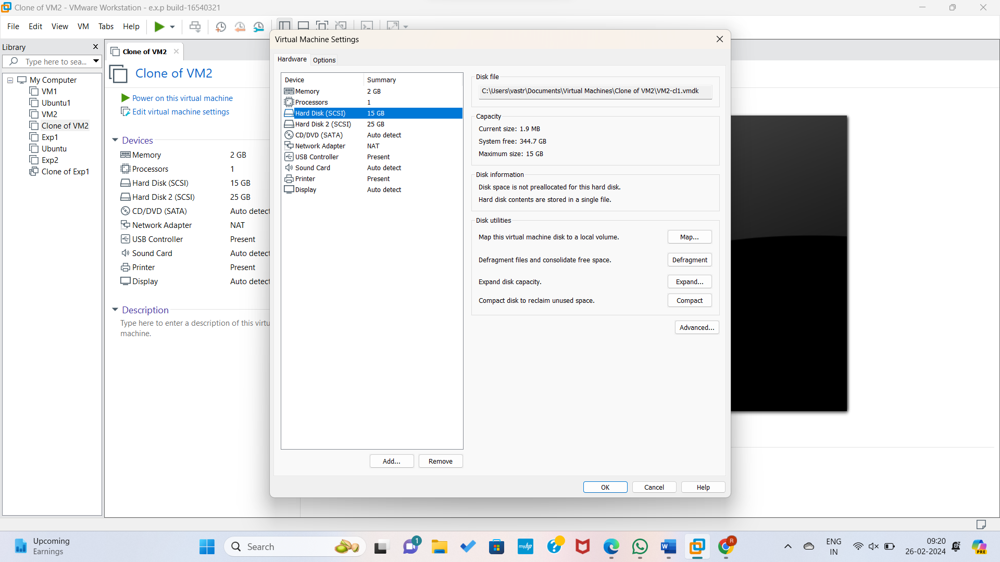 Clone of VM2 - VMware Workstation - e.x.p build-16540321
File Edit View VM Tabs Help
Library
Type here to sea...
My Computer
VM1
Ubuntu1
VM2
Clone of VM2
Exp1
Ubuntu
Exp2
Clone of Exp1
Clone of VM2
Clone of VM2
Power on this virtual machine
Edit virtual machine settings
Devices
Memory 2 GB
Processors 1
Hard Disk (SCSI) 15 GB
Hard Disk 2 (SCSI) 25 GB
CD/DVD (SATA) Auto detect
Network Adapter NAT
USB Controller Present
Sound Card Auto detect
Printer Present
Display Auto detect
Description
Type here to enter a description of this virtu
machine.
Virtual Machine Settings
Hardware Options
Device Summary
Memory 2 GB
Processors 1
Hard Disk (SCSI) 15 GB
Hard Disk 2 (SCSI) 25 GB
CD/DVD (SATA) Auto detect
Network Adapter NAT
USB Controller Present
Sound Card Auto detect
Printer Present
Display Auto detect
Add... Remove
Disk file
C:\Users\vastr\Documents\Virtual Machines\Clone of VM2\VM2-cl1.vmdk
Capacity
Current size: 1.9 MB
System free: 344.7 GB
Maximum size: 15 GB
Disk information
Disk space is not preallocated for this hard disk.
Hard disk contents are stored in a single file.
Disk utilities
Map this virtual machine disk to a local volume. Map...
Defragment files and consolidate free space. Defragment
Expand disk capacity. Expand...
Compact disk to reclaim unused space. Compact
Advanced...
OK Cancel Help
Upcoming
Earnings
Search
1
myhp
R
ENG
IN
09:20
26-02-2024
PRE